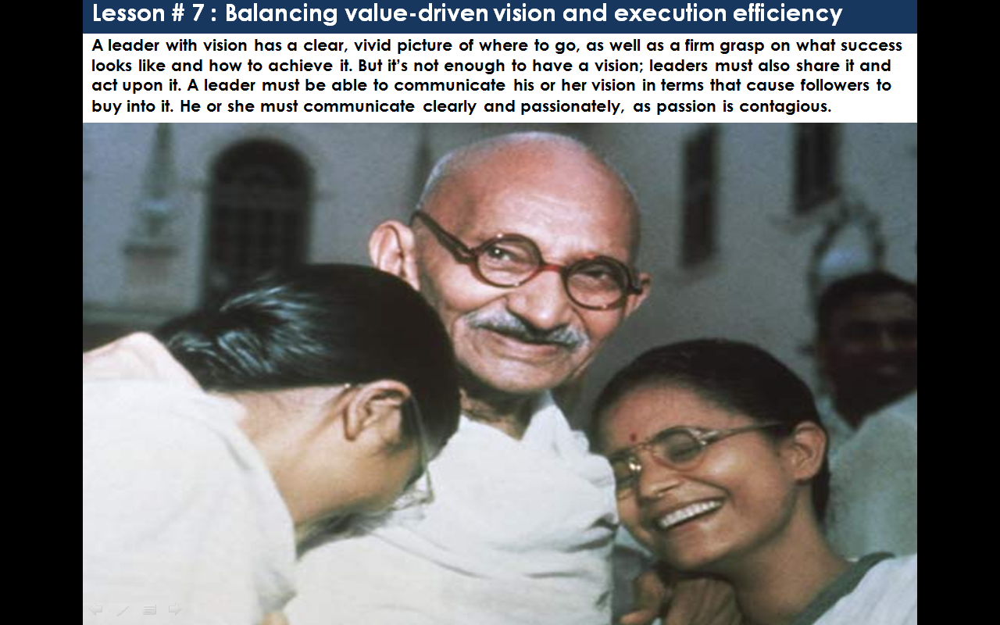 Lesson # 7 : Balancing value-driven vision and execution efficiency
A leader with vision has a clear, vivid picture of where to go, as well as a firm grasp on what success
looks like and how to achieve it. But it's not enough to have a vision; leaders must also share it and
act upon it. A leader must be able to communicate his or her vision in terms that cause followers to
buy into it. He or she must communicate clearly and passionately, as passion is contagious.